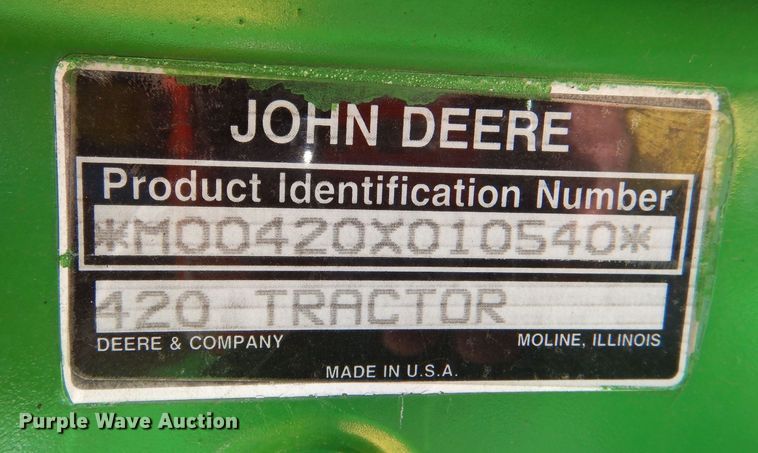 JOHN DEERE
Product Identification Number
*M00420X010540*
420 TRACTOR
DEERE & COMPANY MOLINE, ILLINOIS
MADE IN U.S.A.
Purple Wave Auction